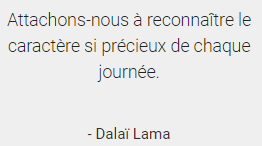 Attachons-nous à reconnaître le
caractère si précieux de chaque
journée.
- Dalaï Lama